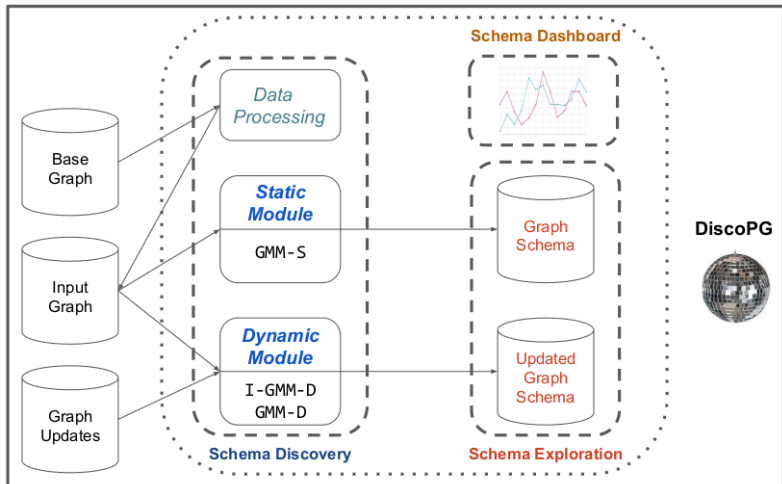 Schema Dashboard
Data
Processing
Base
Graph
Static
Module
GMM-S
Graph
Schema
DiscoPG
Input
Graph
Dynamic
Module
I-GMM-D
GMM-D
Updated
Graph
Schema
Graph
Updates
Schema Discovery
Schema Exploration